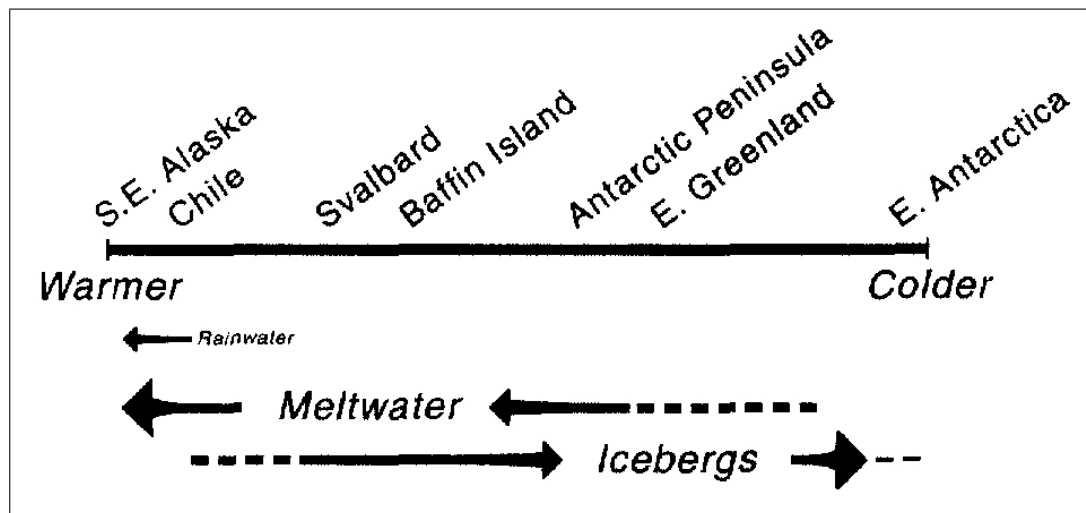 S.E. Alaska
Chile
Svalbard
Baffin Island
Antarctic Peninsula
E. Greenland
E. Antarctica
Warmer
Colder
Rainwater
Meltwater
Icebergs